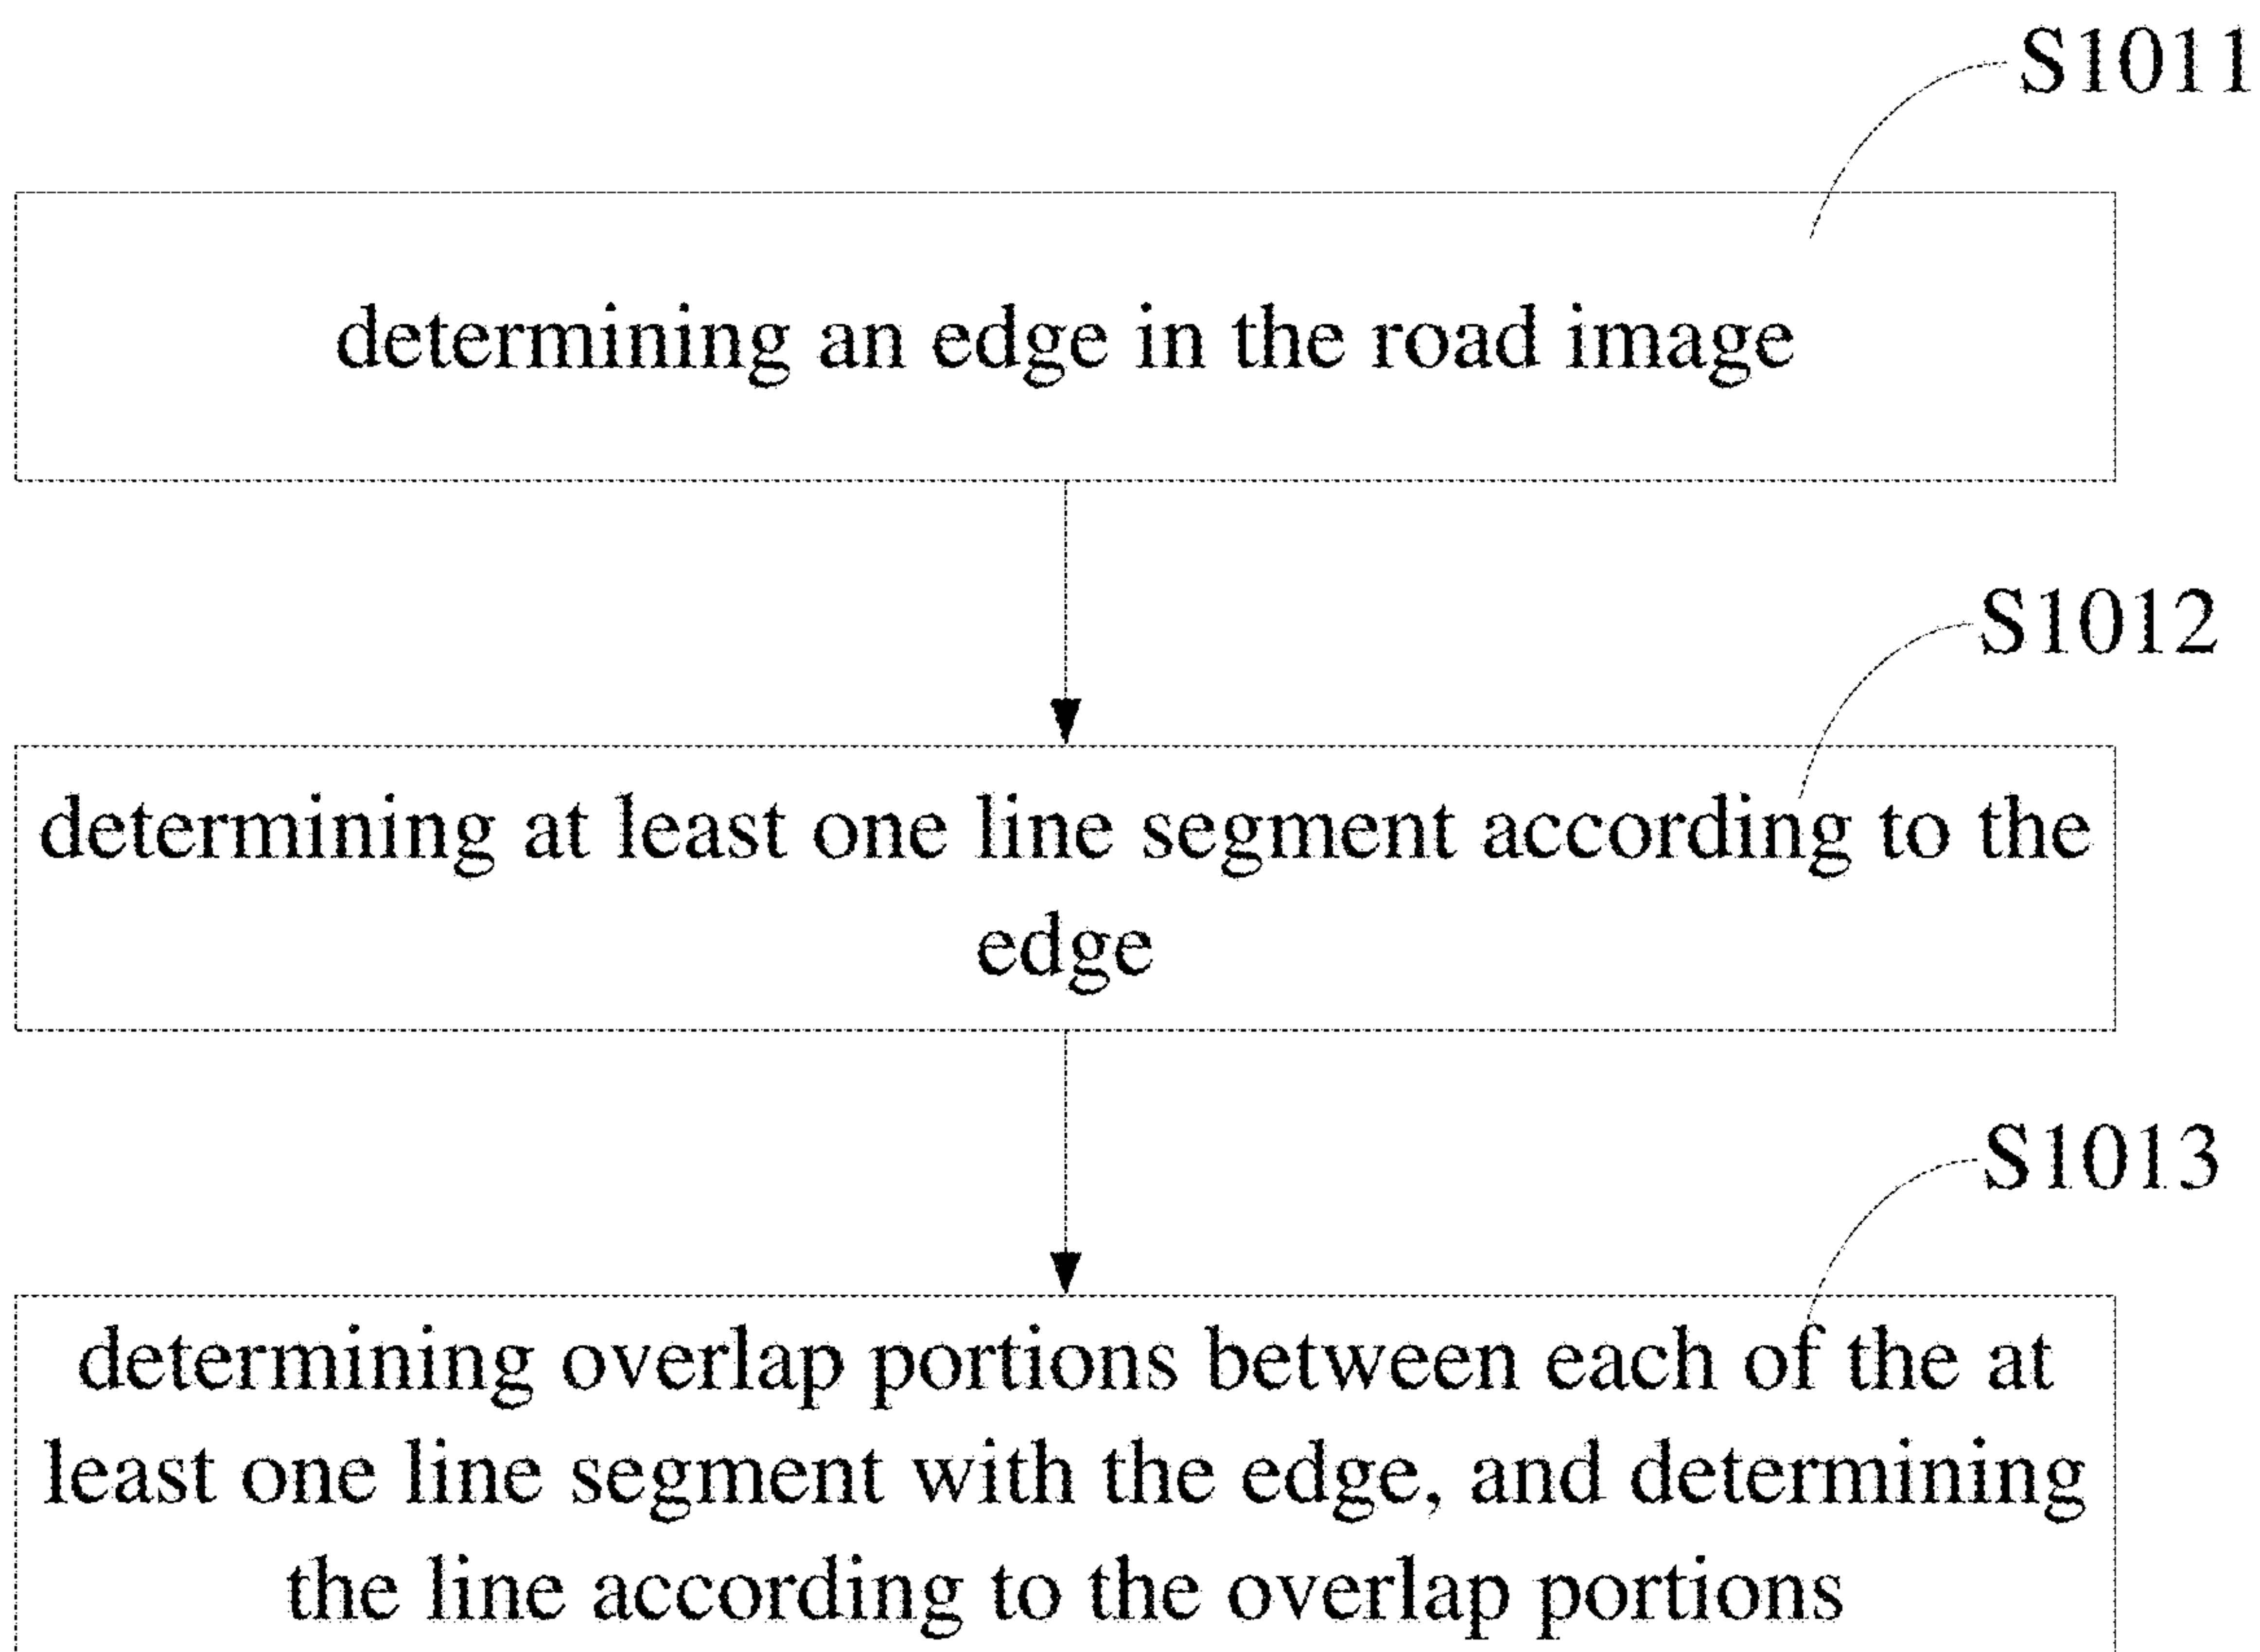 S1011
determining an edge in the road image
S1012
determining at least one line segment according to the
edge
S1013
determining overlap portions between each of the at
least one line segment with the edge, and determining
the line according to the overlap portions